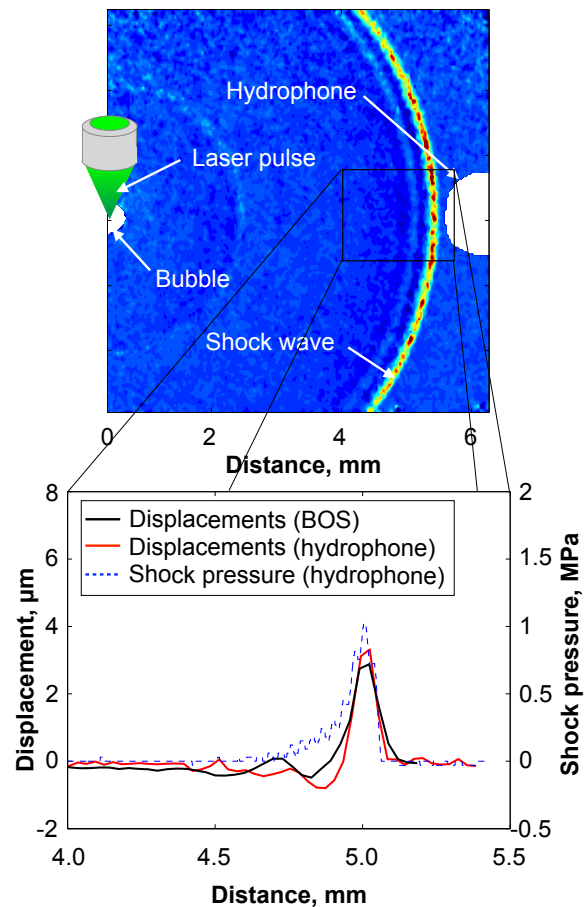 Hydrophone
Laser pulse
Bubble
Shock wave
0 2 4 6
Distance, mm
8 2
Displacements (BOS)
Displacements (hydrophone)
Shock pressure (hydrophone)
6 1.5
4 1
2 0.5
0 0
-2 -0.5
Displacement, µm
Shock pressure, MPa
4.0 4.5 5.0 5.5
Distance, mm